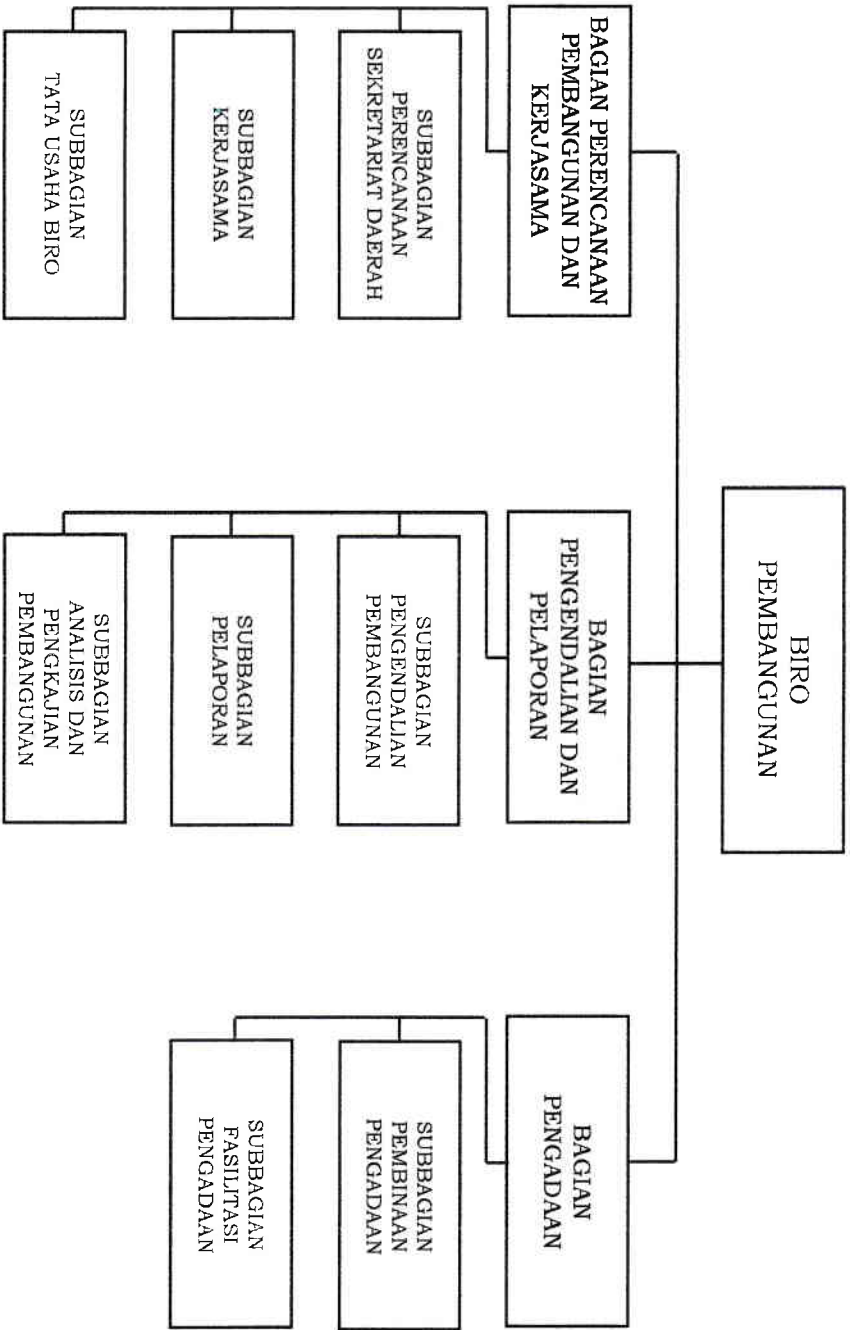 BIRO
PEMBANGUNAN
BAGIAN PERENCANAAN
PEMBANGUNAN DAN
KERJASAMA
SUBBAGIAN
PERENCANAAN
SEKRETARIAT DAERAH
SUBBAGIAN
KERJASAMA
SUBBAGIAN
TATA USAHA BIRO
BAGIAN
PENGENDALIAN DAN
PELAPORAN
SUBBAGIAN
PENGENDALIAN
PEMBANGUNAN
SUBBAGIAN
PELAPORAN
SUBBAGIAN
ANALISIS DAN
PENGKAJIAN
PEMBANGUNAN
BAGIAN
PENGADAAN
SUBBAGIAN
PEMBINAAN
PENGADAAN
SUBBAGIAN
FASILITASI
PENGADAAN